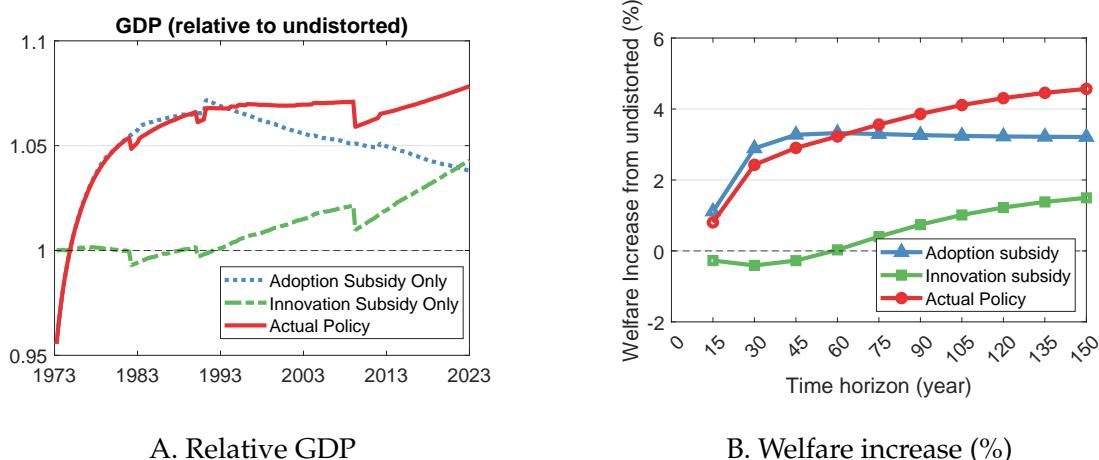 GDP (relative to undistorted)
1.1
1.05
1
0.95
1973
1983
1993
2003
2013
2023
Adoption Subsidy Only
Innovation Subsidy Only
Actual Policy
A. Relative GDP
Welfare Increase from undistorted (%)
6
4
2
0
-2
0
15
30
45
60
75
90
105
120
135
150
Time horizon (year)
Adoption subsidy
Innovation subsidy
Actual Policy
B. Welfare increase (%)